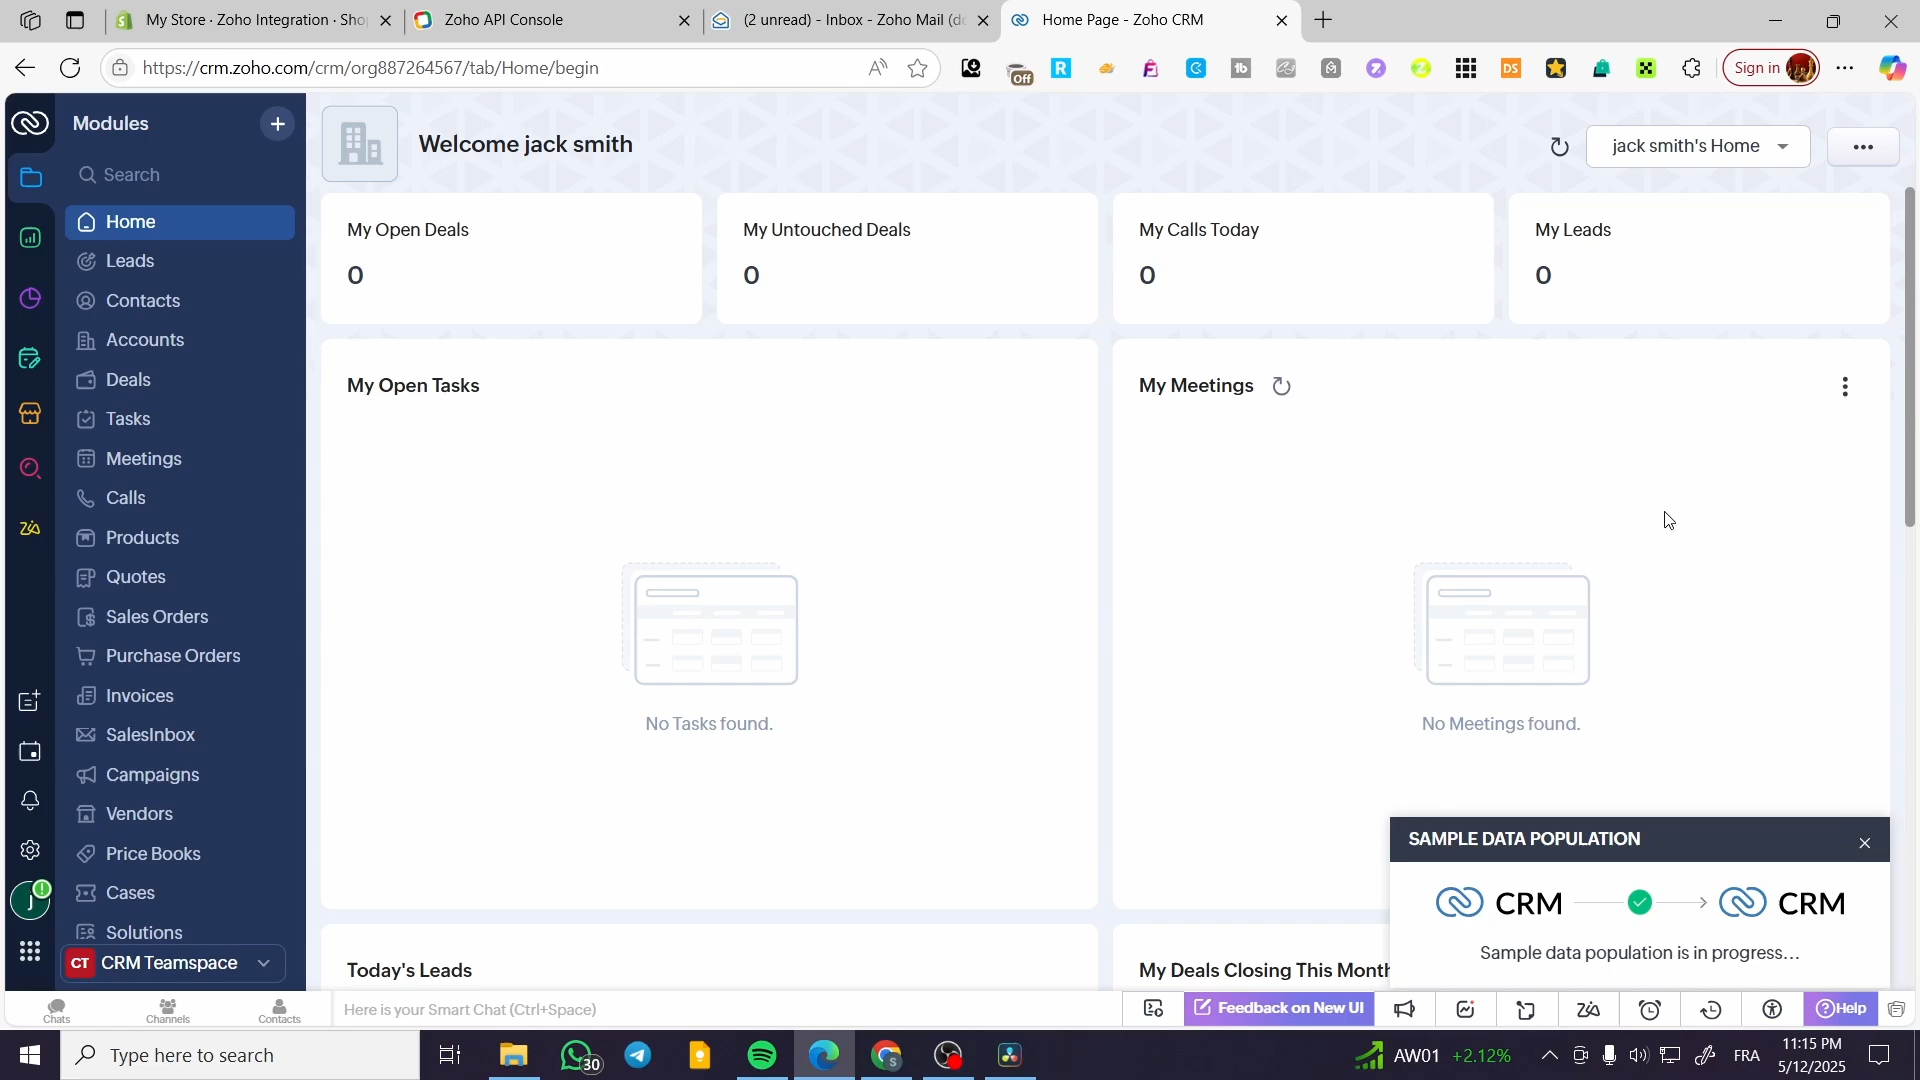 My Store · Zoho Integration · Sho
Zoho API Console
(2 unread) - Inbox - Zoho Mail (do
Home Page - Zoho CRM
https://crm.zoho.com/crm/org887264567/tab/Home/begin
Off
Sign in
Modules
Search
Home
Leads
Contacts
Accounts
Deals
Tasks
Meetings
Calls
Products
Quotes
Sales Orders
Purchase Orders
Invoices
SalesInbox
Campaigns
Vendors
Price Books
Cases
Solutions
CT CRM Teamspace
Welcome jack smith
jack smith's Home
My Open Deals
0
My Untouched Deals
0
My Calls Today
0
My Leads
0
My Open Tasks
No Tasks found.
My Meetings
No Meetings found.
Today's Leads
My Deals Closing This Month
SAMPLE DATA POPULATION
CRM CRM
Sample data population is in progress...
Chats
Channels
Contacts
Here is your Smart Chat (Ctrl+Space)
Feedback on New UI
Help
Type here to search
30
AW01 +2.12%
FRA
11:15 PM
5/12/2025